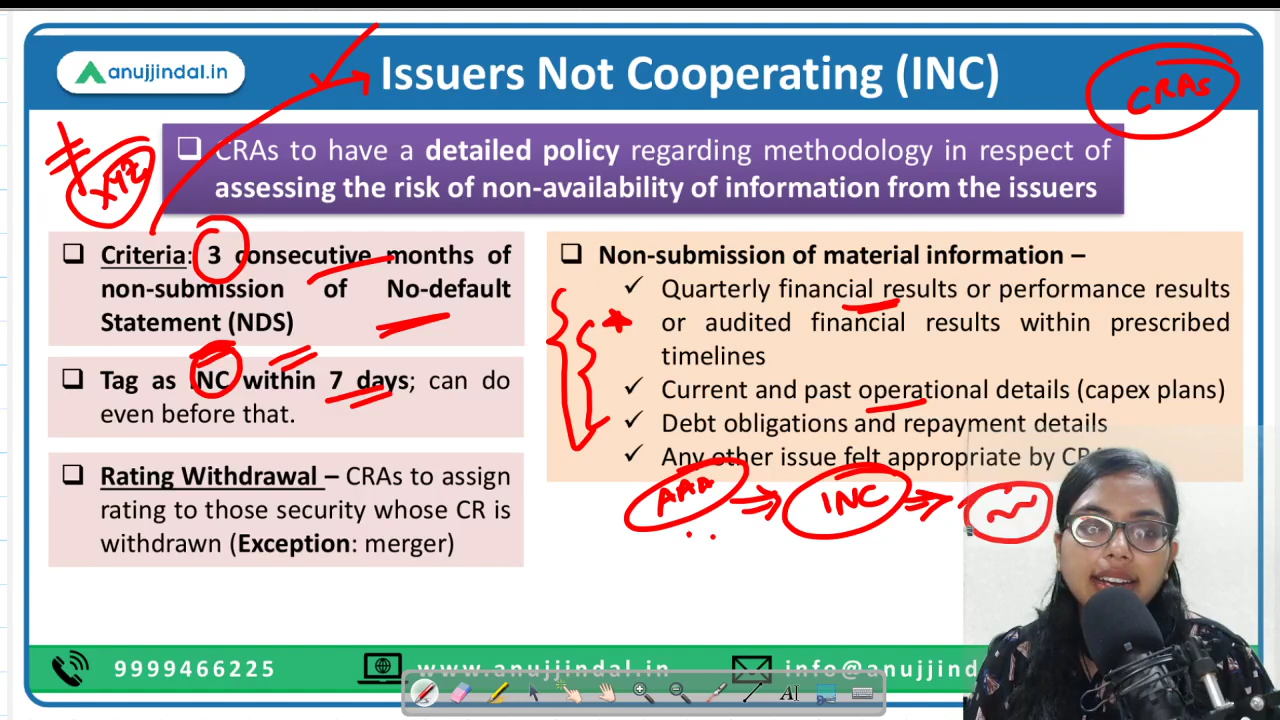 anujjindal.in
Issuers Not Cooperating (INC)
CRAs
XYZ
CRAs to have a detailed policy regarding methodology in respect of
assessing the risk of non-availability of information from the issuers
Criteria: 3 consecutive months of
non-submission of No-default
Statement (NDS)
Tag as INC within 7 days; can do
even before that.
Rating Withdrawal – CRAs to assign
rating to those security whose CR is
withdrawn (Exception: merger)
Non-submission of material information –
Quarterly financial results or performance results
or audited financial results within prescribed
timelines
Current and past operational details (capex plans)
Debt obligations and repayment details
Any other issue felt appropriate by
AAA
INC
9999466225
www.anujjindal.in
AI